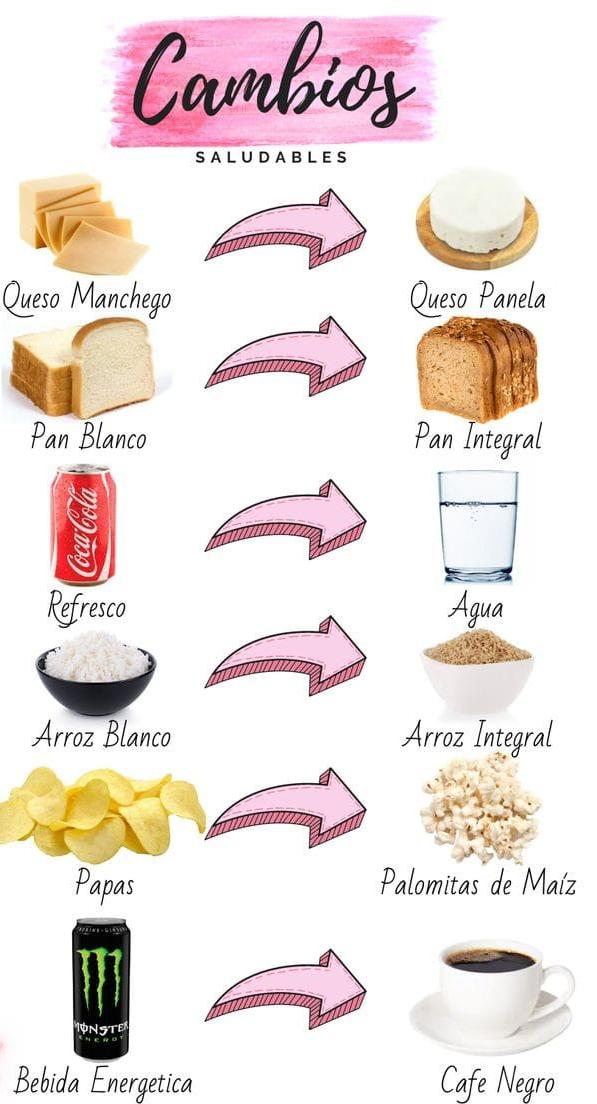 Cambios
SALUDABLES
Queso Manchego
Queso Panela
Pan Blanco
Pan Integral
Coca-Cola
Refresco
Agua
Arroz Blanco
Arroz Integral
Papas
Palomitas de Maíz
MONSTER
ENERGY
Bebida Energetica
Cafe Negro